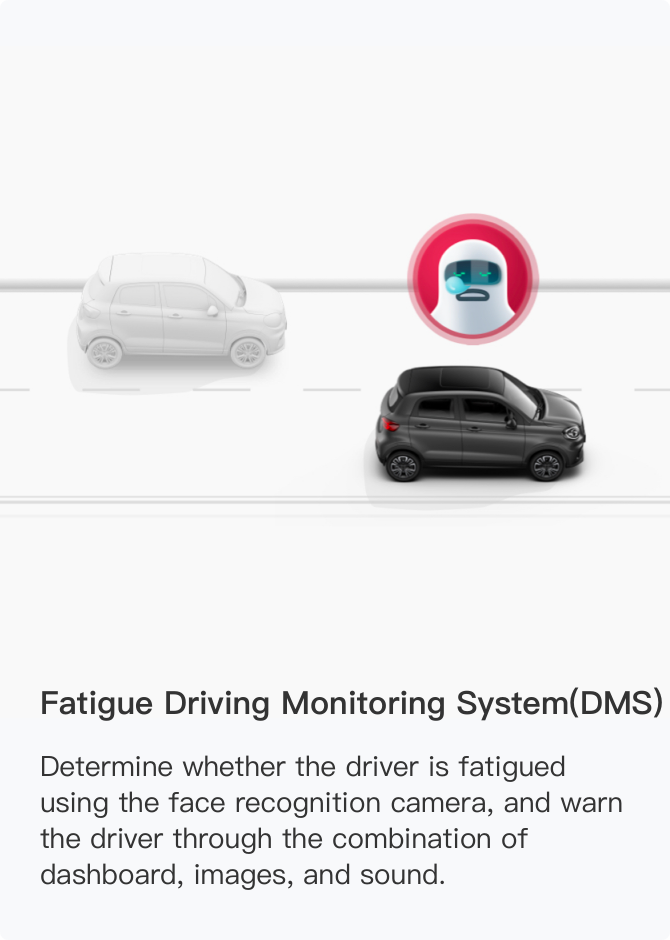 Fatigue Driving Monitoring System(DMS)
Determine whether the driver is fatigued
using the face recognition camera, and warn
the driver through the combination of
dashboard, images, and sound.